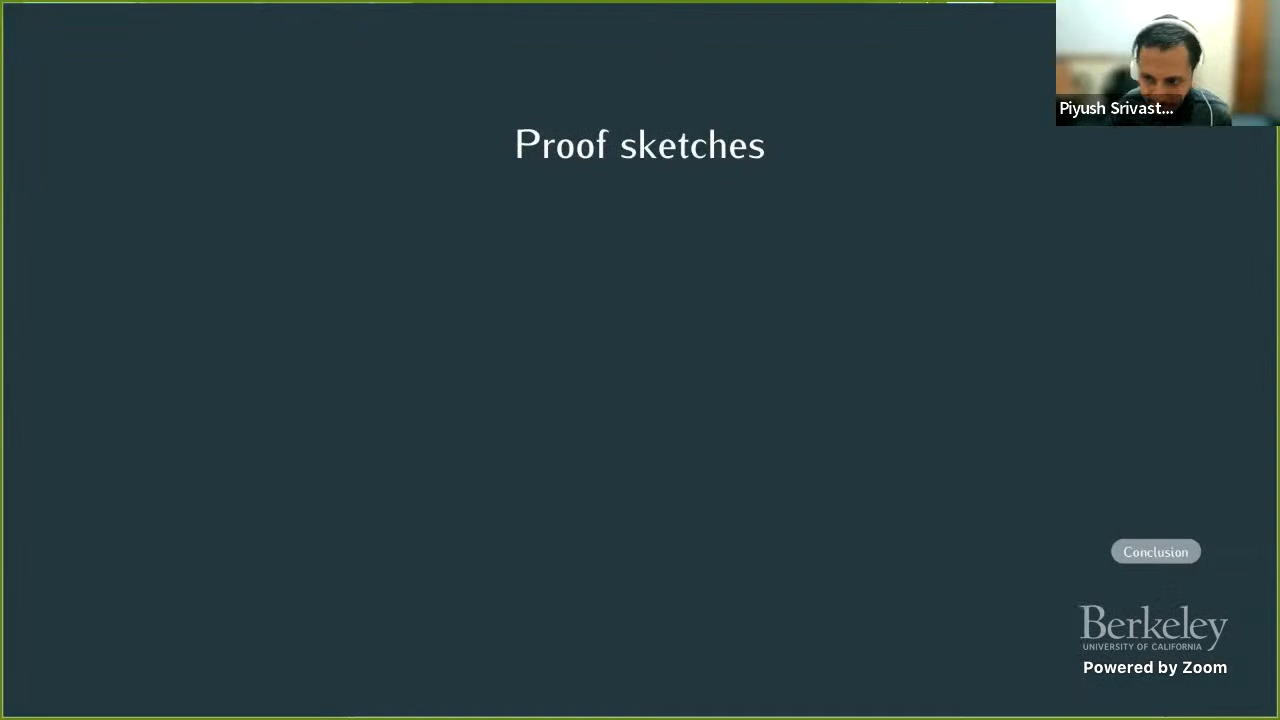 Piyush Srivast...
Proof sketches
Conclusion
Berkeley
UNIVERSITY OF CALIFORNIA
Powered by Zoom